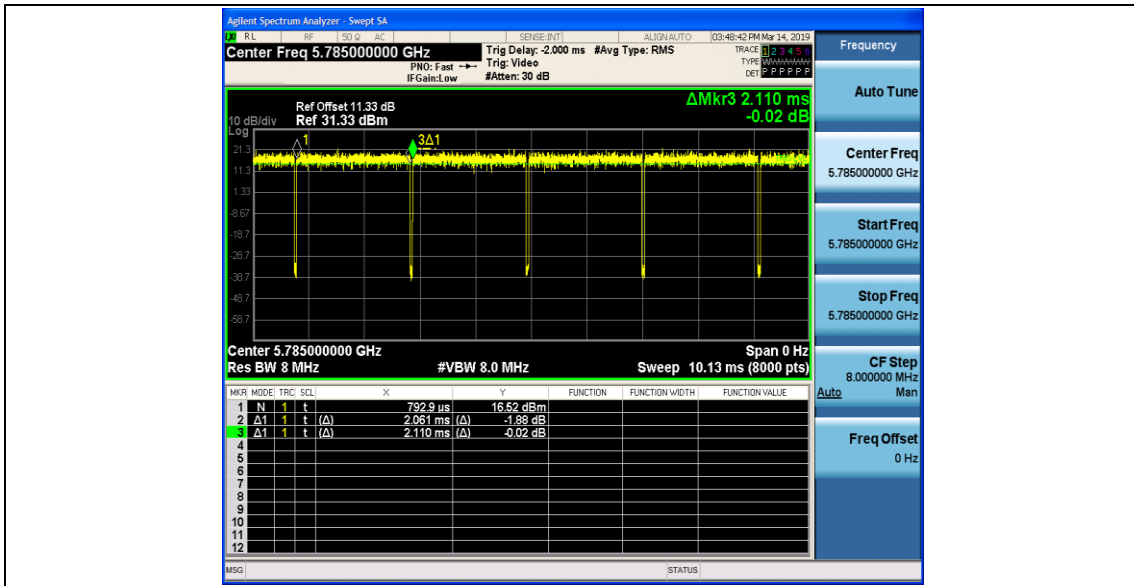 Agilent Spectrum Analyzer - Swept SA
RL RF 50 Ω AC SENSE:INT ALIGN AUTO 03:48:42 PM Mar 14, 2019
Center Freq 5.785000000 GHz
PNO: Fast
IFGain:Low
Trig Delay: -2.000 ms #Avg Type: RMS
Trig: Video
#Atten: 30 dB
TRACE 1 2 3 4 5 6
TYPE
DET P P P P P P
Frequency
Auto Tune
Center Freq
5.785000000 GHz
Start Freq
5.785000000 GHz
Stop Freq
5.785000000 GHz
CF Step
8.000000 MHz
Auto Man
Freq Offset
0 Hz
ΔMkr3 2.110 ms
-0.02 dB
Ref Offset 11.33 dB
10 dB/div Ref 31.33 dBm
Log
1
3Δ1
21.3
11.3
1.33
-8.67
-18.7
-28.7
-38.7
-48.7
-58.7
Center 5.785000000 GHz Span 0 Hz
Res BW 8 MHz #VBW 8.0 MHz Sweep 10.13 ms (8000 pts)
MKR MODE TRC SCL X Y FUNCTION FUNCTION WIDTH FUNCTION VALUE
1 N 1 t 792.9 µs 16.52 dBm
2 Δ1 1 t (Δ) 2.061 ms (Δ) -1.88 dB
3 Δ1 1 t (Δ) 2.110 ms (Δ) -0.02 dB
4
5
6
7
8
9
10
11
12
MSG STATUS